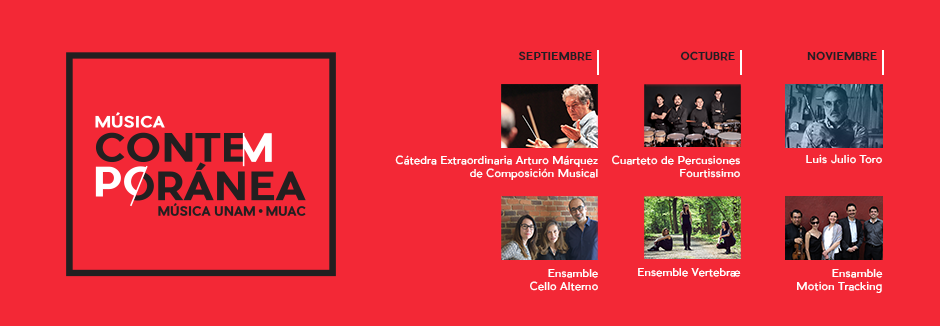 MÚSICA
CONTEM
PORÁNEA
MÚSICA UNAM • MUAC
SEPTIEMBRE
Cátedra Extraordinaria Arturo Márquez
de Composición Musical
Ensamble
Cello Alterno
OCTUBRE
Cuarteto de Percusiones
Fourtissimo
Ensemble Vertebræ
NOVIEMBRE
Luis Julio Toro
Ensamble
Motion Tracking